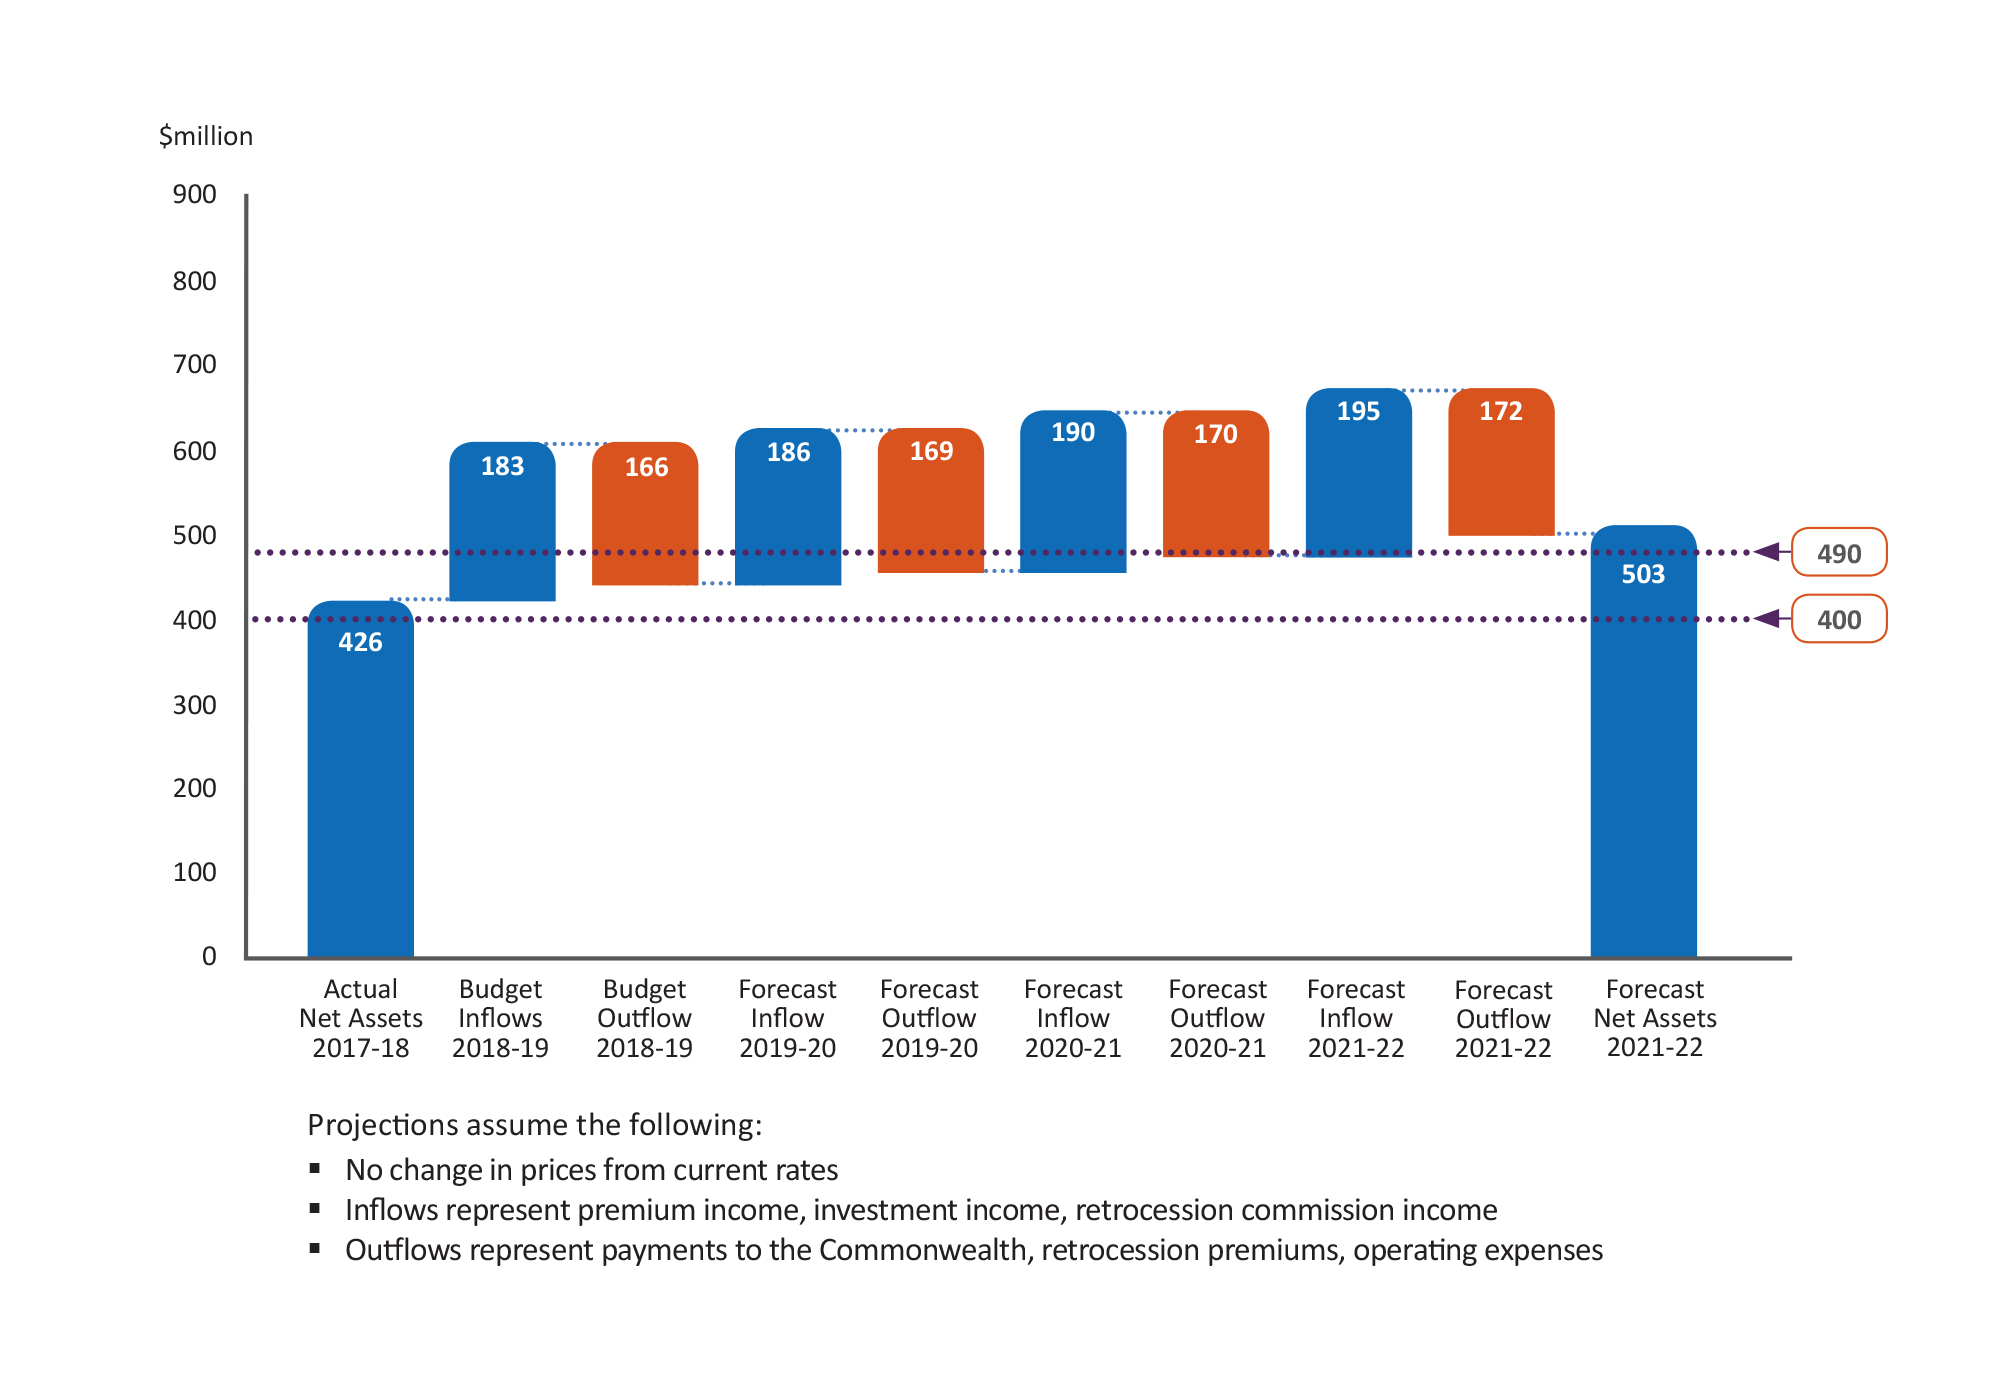 $million
900
800
700
600
500
400
300
200
100
0
426
183
166
186
169
190
170
195
172
503
490
400
Actual
Net Assets
2017-18
Budget
Inflows
2018-19
Budget
Outflow
2018-19
Forecast
Inflow
2019-20
Forecast
Outflow
2019-20
Forecast
Inflow
2020-21
Forecast
Outflow
2020-21
Forecast
Inflow
2021-22
Forecast
Outflow
2021-22
Forecast
Net Assets
2021-22
Projections assume the following:
▪ No change in prices from current rates
▪ Inflows represent premium income, investment income, retrocession commission income
▪ Outflows represent payments to the Commonwealth, retrocession premiums, operating expenses